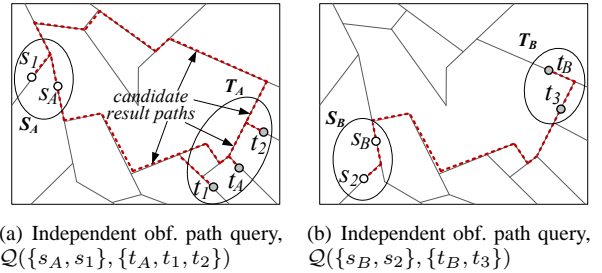 s1
sA
SA
candidate
result paths
TA
t2
t1
tA
TB
tB
t3
SB
sB
s2
(a) Independent obf. path query,
Q({sA, s1}, {tA, t1, t2})
(b) Independent obf. path query,
Q({sB, s2}, {tB, t3})